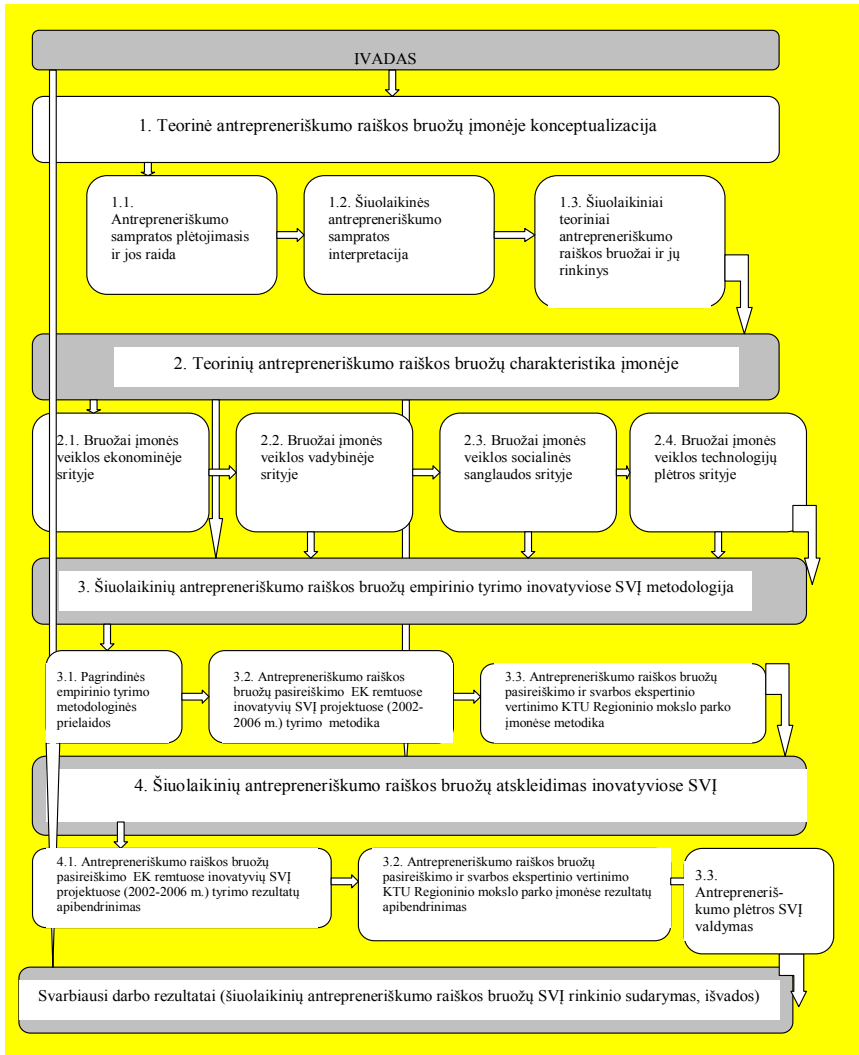 IVADAS
1. Teorinė antrepreneriškumo raiškos bruožų įmonėje konceptualizacija
1.1.
Antrepreneriškumo
sampratos plėtojimasis
ir jos raida
1.2. Šiuolaikinės
antrepreneriškumo
sampratos
interpretacija
1.3. Šiuolaikiniai
teoriniai
antrepreneriškumo
raiškos bruožai ir jų
rinkinys
2. Teorinių antrepreneriškumo raiškos bruožų charakteristika įmonėje
2.1. Bruožai įmonės
veiklos ekonominėje
srityje
2.2. Bruožai įmonės
veiklos vadybinėje
srityje
2.3. Bruožai įmonės
veiklos socialinės
sanglaudos srityje
2.4. Bruožai įmonės
veiklos technologijų
plėtros srityje
3. Šiuolaikinių antrepreneriškumo raiškos bruožų empirinio tyrimo inovatyviose SVĮ metodologija
3.1. Pagrindinės
empirinio tyrimo
metodologinės
prielaidos
3.2. Antrepreneriškumo raiškos
bruožų pasireiškimo EK remtuose
inovatyvių SVĮ projektuose (2002-
2006 m.) tyrimo metodika
3.3. Antrepreneriškumo raiškos bruožų
pasireiškimo ir svarbos ekspertinio
vertinimo KTU Regioninio mokslo parko
įmonėse metodika
4. Šiuolaikinių antrepreneriškumo raiškos bruožų atskleidimas inovatyviose SVĮ
4.1. Antrepreneriškumo raiškos bruožų
pasireiškimo EK remtuose inovatyvių SVĮ
projektuose (2002-2006 m.) tyrimo rezultatų
apibendrinimas
3.2. Antrepreneriškumo raiškos bruožų
pasireiškimo ir svarbos ekspertinio vertinimo
KTU Regioninio mokslo parko įmonėse rezultatų
apibendrinimas
3.3.
Antrepreneriš-
kumo plėtros SVĮ
valdymas
Svarbiausi darbo rezultatai (šiuolaikinių antrepreneriškumo raiškos bruožų SVĮ rinkinio sudarymas, išvados)